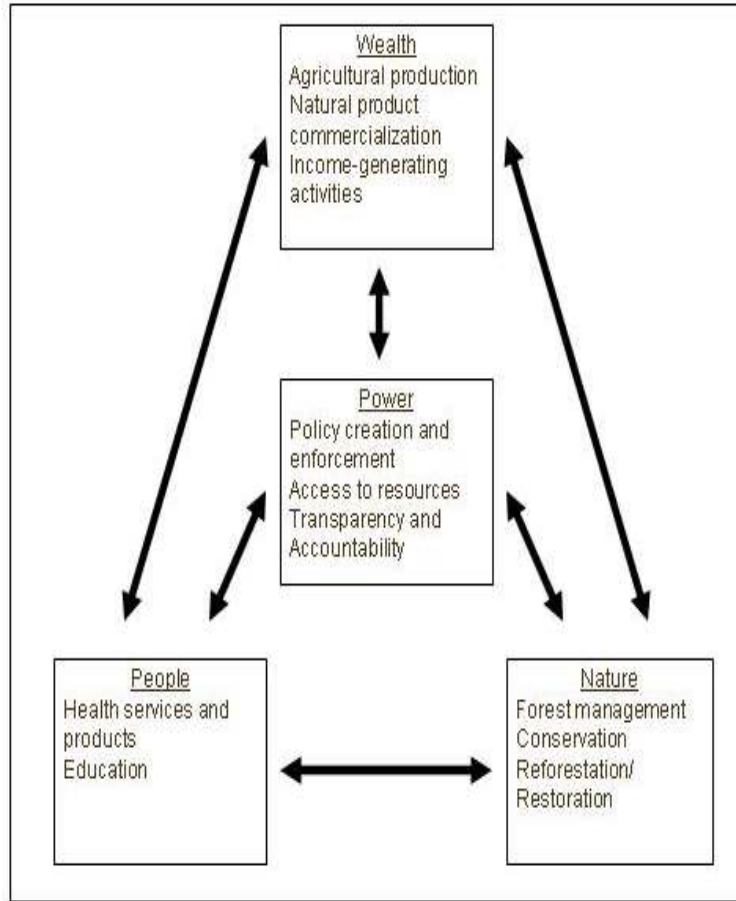 Wealth
Agricultural production
Natural product
commercialization
Income-generating
activities
Power
Policy creation and
enforcement
Access to resources
Transparency and
Accountability
People
Health services and
products
Education
Nature
Forest management
Conservation
Reforestation/
Restoration